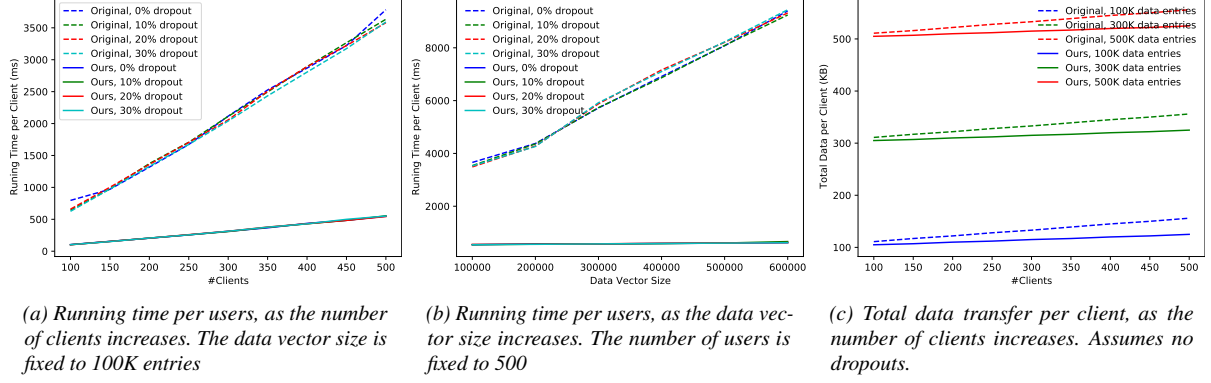 Original, 0% dropout
Original, 10% dropout
Original, 20% dropout
Original, 30% dropout
Ours, 0% dropout
Ours, 10% dropout
Ours, 20% dropout
Ours, 30% dropout
Runing Time per Client (ms)
3500
3000
2500
2000
1500
1000
500
0
100 150 200 250 300 350 400 450 500
#Clients
(a) Running time per users, as the number
of clients increases. The data vector size is
fixed to 100K entries
Original, 0% dropout
Original, 10% dropout
Original, 20% dropout
Original, 30% dropout
Ours, 0% dropout
Ours, 10% dropout
Ours, 20% dropout
Ours, 30% dropout
Runing Time per Client (ms)
8000
6000
4000
2000
100000 200000 300000 400000 500000 600000
Data Vector Size
(b) Running time per users, as the data vec-
tor size increases. The number of users is
fixed to 500
Original, 100K data entries
Original, 300K data entries
Original, 500K data entries
Ours, 100K data entries
Ours, 300K data entries
Ours, 500K data entries
Total Data per Client (KB)
500
400
300
200
100
100 150 200 250 300 350 400 450 500
#Clients
(c) Total data transfer per client, as the
number of clients increases. Assumes no
dropouts.